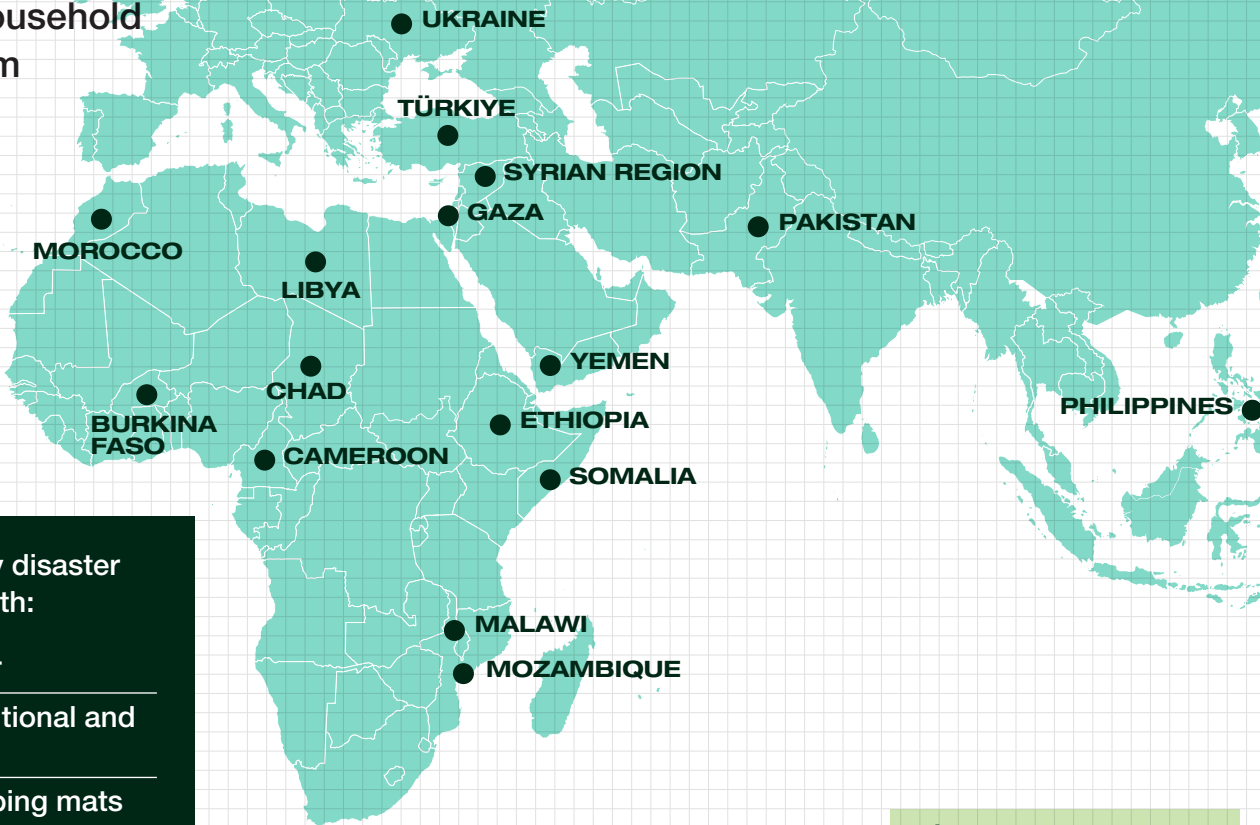 ousehold
m
UKRAINE
TÜRKIYE
SYRIAN REGION
GAZA
PAKISTAN
MOROCCO
LIBYA
YEMEN
CHAD
PHILIPPINES
BURKINA
FASO
ETHIOPIA
CAMEROON
SOMALIA
y disaster
th:
MALAWI
MOZAMBIQUE
tional and
ping mats